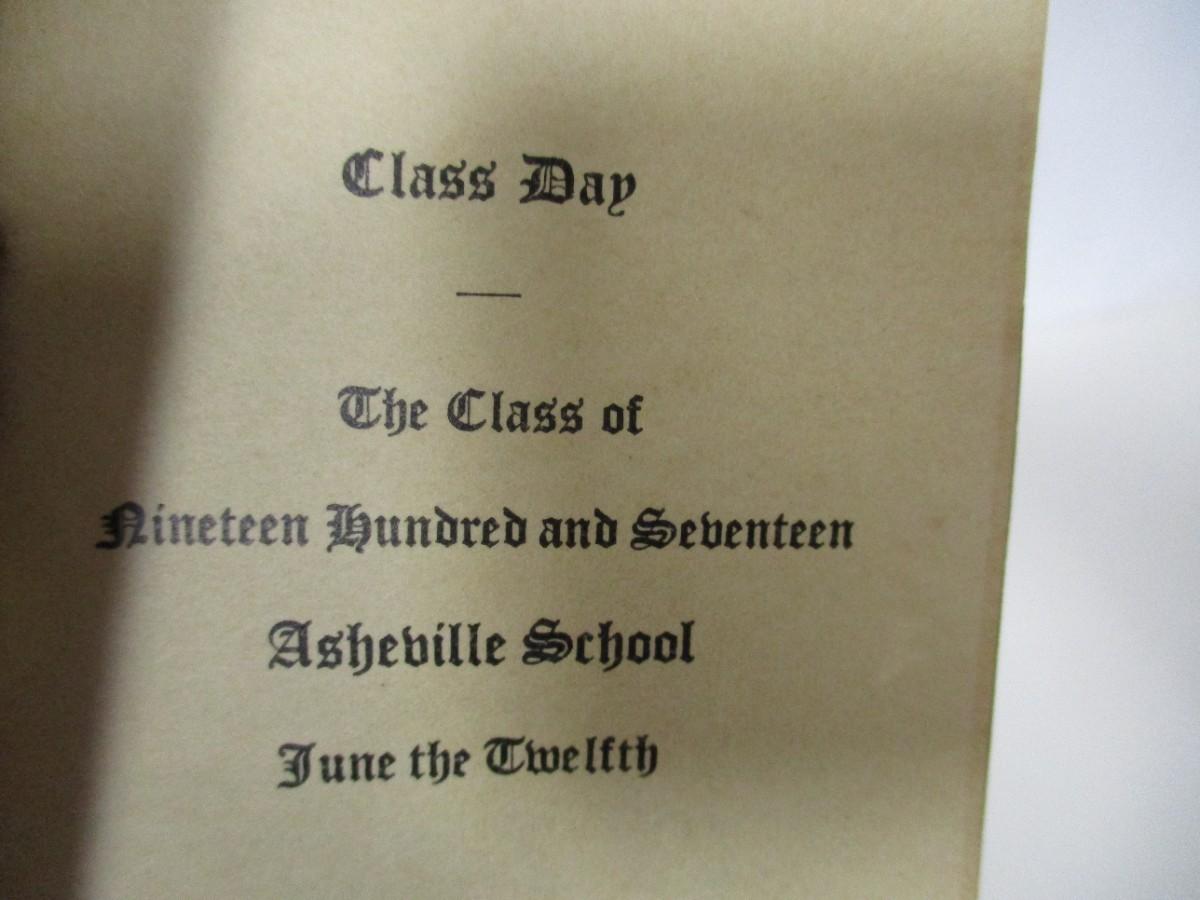 Class Day
The Class of
Nineteen Hundred and Seventeen
Asheville School
June the Twelfth